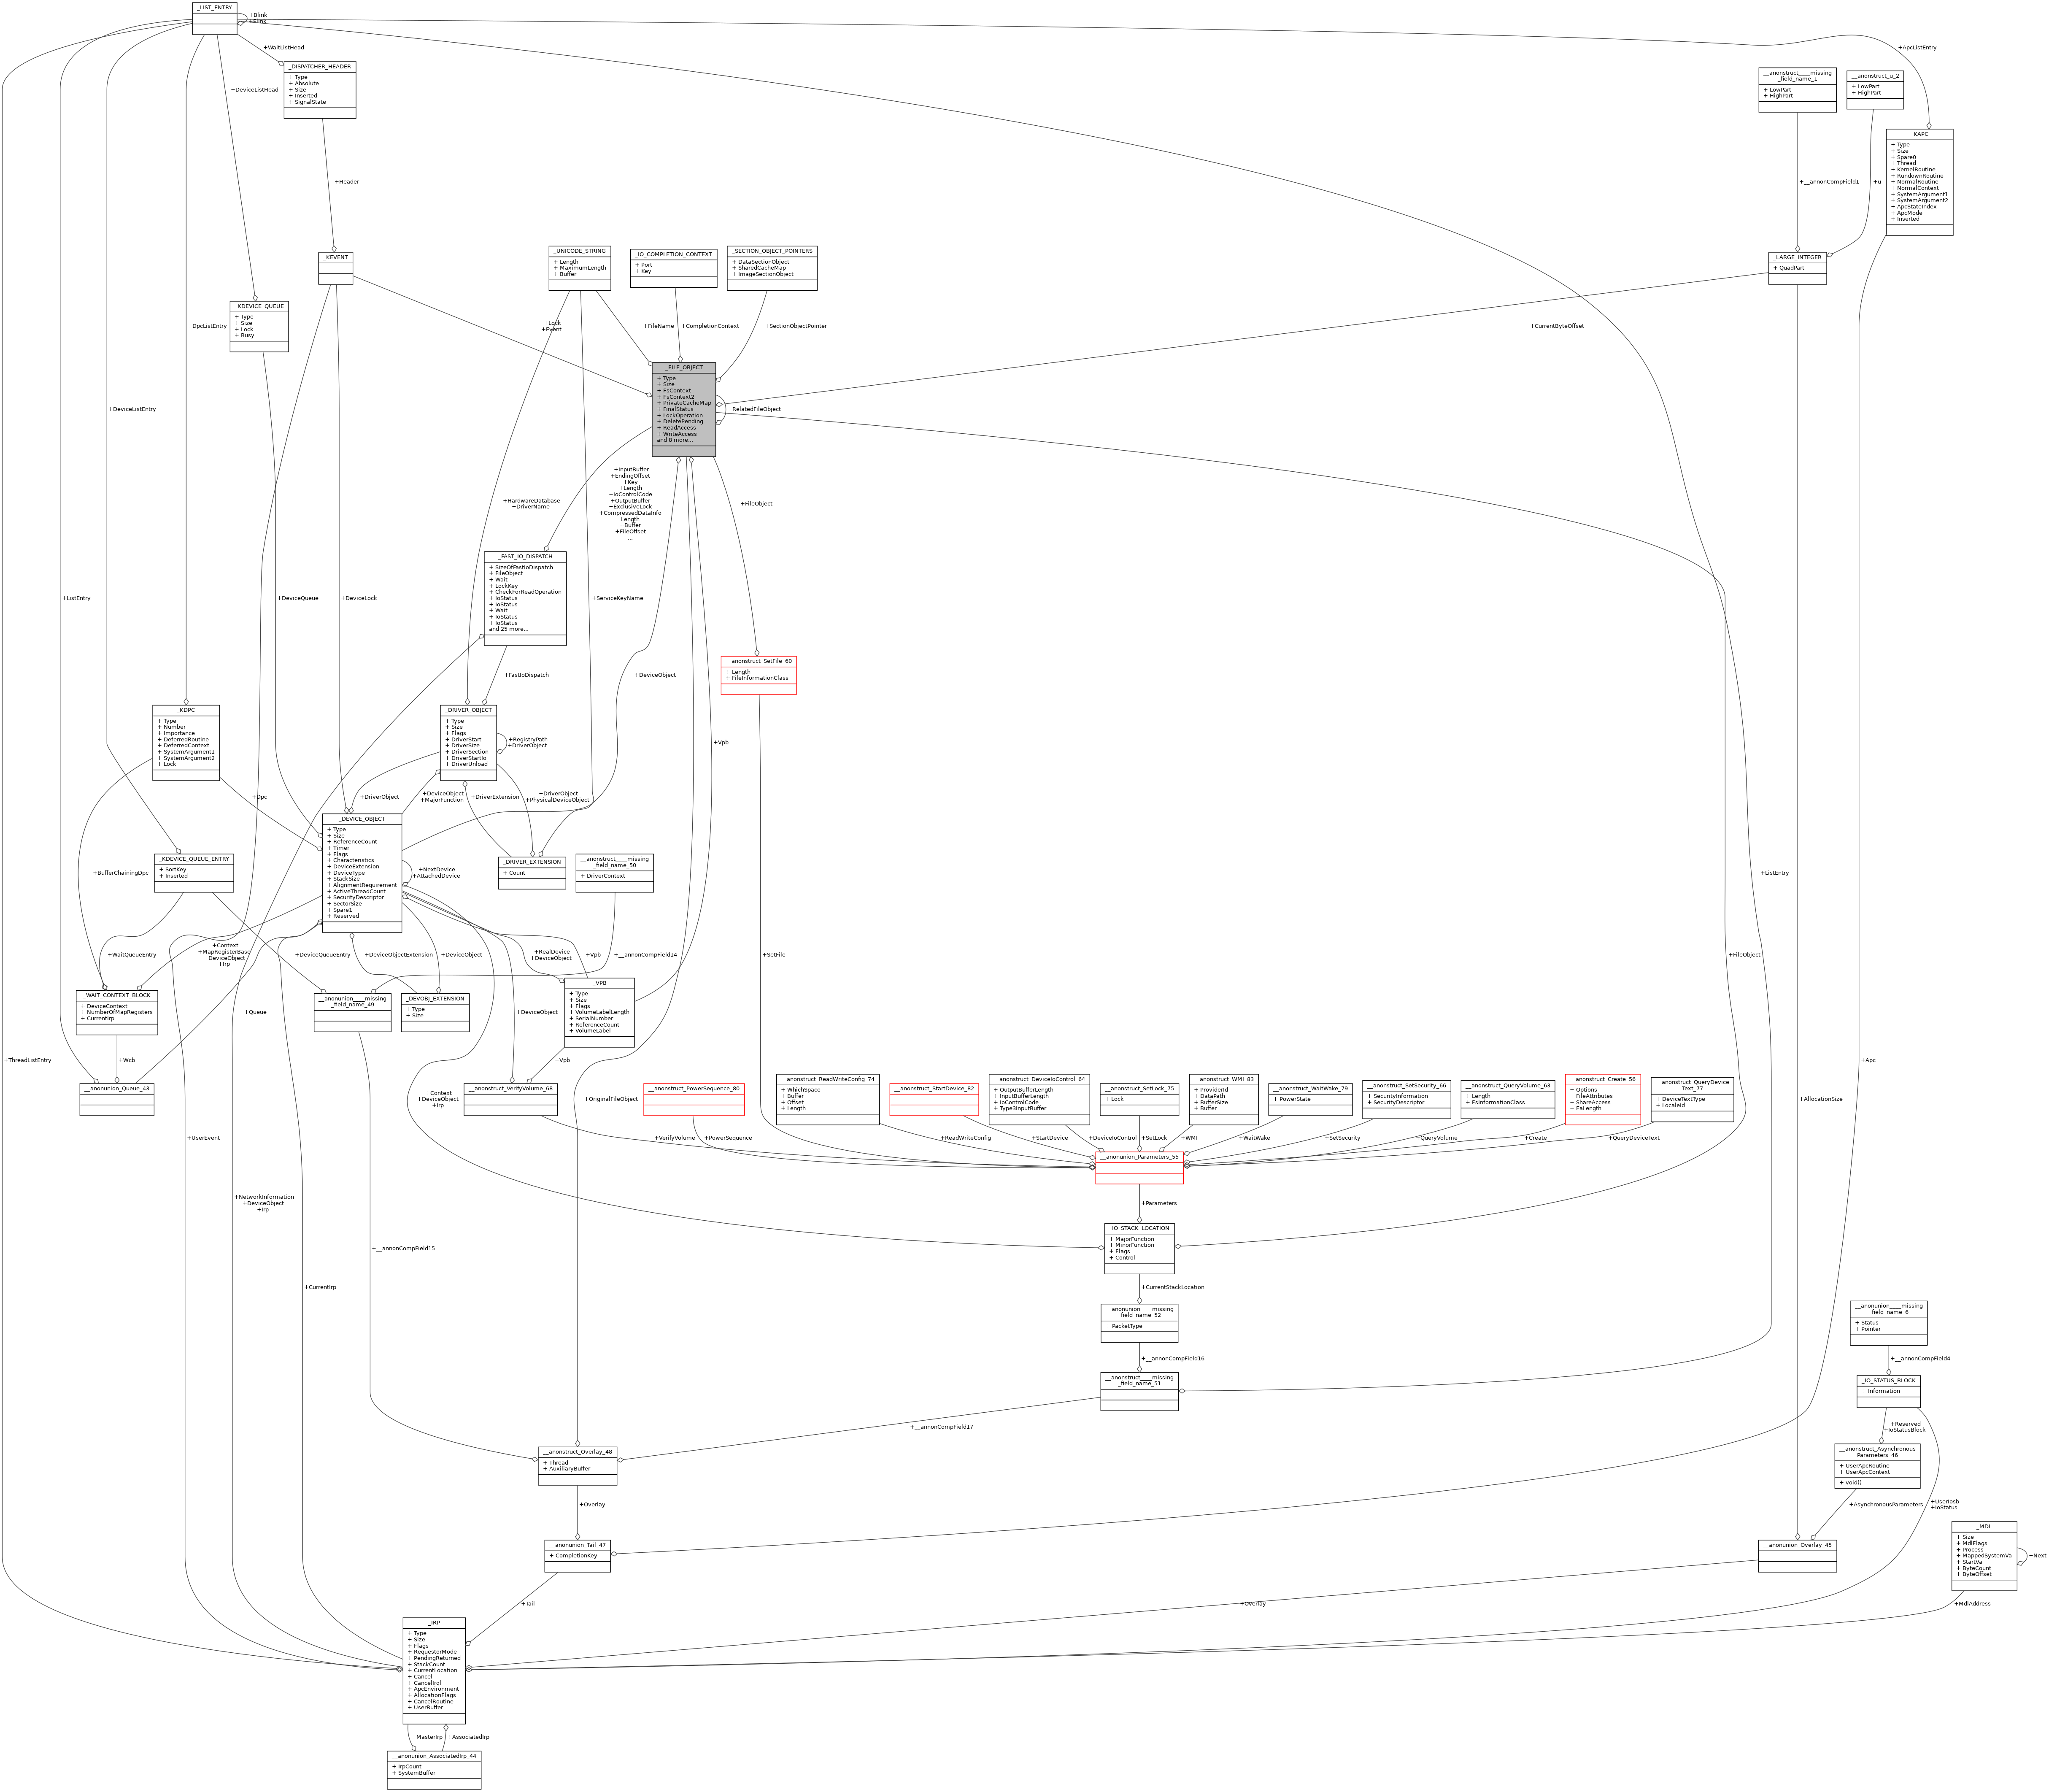 _LIST_ENTRY
+Blink
+Flink
+WaitListHead
+ApcListEntry
_DISPATCHER_HEADER
+ Type
+ Absolute
+ Size
+ Inserted
+ SignalState
+DeviceListHead
__anonstruct____missing
_field_name_1
+ LowPart
+ HighPart
__anonstruct_u_2
+ LowPart
+ HighPart
_KAPC
+ Type
+ Size
+ Spare0
+ Thread
+ KernelRoutine
+ RundownRoutine
+ NormalRoutine
+ NormalContext
+ SystemArgument1
+ SystemArgument2
+ ApcStateIndex
+ ApcMode
+ Inserted
+Header
+__annonCompField1
+u
_KEVENT
_UNICODE_STRING
+ Length
+ MaximumLength
+ Buffer
_IO_COMPLETION_CONTEXT
+ Port
+ Key
_SECTION_OBJECT_POINTERS
+ DataSectionObject
+ SharedCacheMap
+ ImageSectionObject
_LARGE_INTEGER
+ QuadPart
_KDEVICE_QUEUE
+ Type
+ Size
+ Lock
+ Busy
+DpcListEntry
+Lock
+Event
+FileName
+CompletionContext
+SectionObjectPointer
+CurrentByteOffset
_FILE_OBJECT
+ Type
+ Size
+ FsContext
+ FsContext2
+ PrivateCacheMap
+ FinalStatus
+ LockOperation
+ DeletePending
+ ReadAccess
+ WriteAccess
and 8 more...
+RelatedFileObject
+DeviceListEntry
+HardwareDatabase
+DriverName
+InputBuffer
+EndingOffset
+Key
+Length
+IoControlCode
+OutputBuffer
+ExclusiveLock
+CompressedDataInfo
Length
+Buffer
+FileOffset
...
+FileObject
_FAST_IO_DISPATCH
+ SizeOfFastIoDispatch
+ FileObject
+ Wait
+ LockKey
+ CheckForReadOperation
+ IoStatus
+ IoStatus
+ Wait
+ IoStatus
+ IoStatus
and 25 more...
+ListEntry
+DeviceQueue
+DeviceLock
+ServiceKeyName
+FastIoDispatch
+DeviceObject
__anonstruct_SetFile_60
+ Length
+ FileInformationClass
_KDPC
+ Type
+ Number
+ Importance
+ DeferredRoutine
+ DeferredContext
+ SystemArgument1
+ SystemArgument2
+ Lock
_DRIVER_OBJECT
+ Type
+ Size
+ Flags
+ DriverStart
+ DriverSize
+ DriverSection
+ DriverStartIo
+ DriverUnload
+RegistryPath
+DriverObject
+Vpb
+Dpc
+DriverObject
+DeviceObject
+MajorFunction
+DriverExtension
+DriverObject
+PhysicalDeviceObject
_DEVICE_OBJECT
+ Type
+ Size
+ ReferenceCount
+ Timer
+ Flags
+ Characteristics
+ DeviceExtension
+ DeviceType
+ StackSize
+ AlignmentRequirement
+ ActiveThreadCount
+ SecurityDescriptor
+ SectorSize
+ Spare1
+ Reserved
+NextDevice
+AttachedDevice
_KDEVICE_QUEUE_ENTRY
+ SortKey
+ Inserted
_DRIVER_EXTENSION
+ Count
__anonstruct____missing
_field_name_50
+ DriverContext
+BufferChainingDpc
+ListEntry
+WaitQueueEntry
+Context
+MapRegisterBase
+DeviceObject
+Irp
+DeviceQueueEntry
+DeviceObjectExtension
+DeviceObject
+RealDevice
+DeviceObject
+Vpb
+__annonCompField14
+SetFile
+FileObject
_WAIT_CONTEXT_BLOCK
+ DeviceContext
+ NumberOfMapRegisters
+ CurrentIrp
+Queue
__anonunion____missing
_field_name_49
_DEVOBJ_EXTENSION
+ Type
+ Size
+DeviceObject
_VPB
+ Type
+ Size
+ Flags
+ VolumeLabelLength
+ SerialNumber
+ ReferenceCount
+ VolumeLabel
+ThreadListEntry
+Wcb
+Vpb
+Apc
__anonunion_Queue_43
+Context
+DeviceObject
+Irp
__anonstruct_VerifyVolume_68
+OriginalFileObject
__anonstruct_PowerSequence_80
__anonstruct_ReadWriteConfig_74
+ WhichSpace
+ Buffer
+ Offset
+ Length
__anonstruct_StartDevice_82
__anonstruct_DeviceIoControl_64
+ OutputBufferLength
+ InputBufferLength
+ IoControlCode
+ Type3InputBuffer
__anonstruct_SetLock_75
+ Lock
__anonstruct_WMI_83
+ ProviderId
+ DataPath
+ BufferSize
+ Buffer
__anonstruct_WaitWake_79
+ PowerState
__anonstruct_SetSecurity_66
+ SecurityInformation
+ SecurityDescriptor
__anonstruct_QueryVolume_63
+ Length
+ FsInformationClass
__anonstruct_Create_56
+ Options
+ FileAttributes
+ ShareAccess
+ EaLength
__anonstruct_QueryDevice
Text_77
+ DeviceTextType
+ LocaleId
+AllocationSize
+UserEvent
+VerifyVolume
+PowerSequence
+ReadWriteConfig
+StartDevice
+DeviceIoControl
+SetLock
+WMI
+WaitWake
+SetSecurity
+QueryVolume
+Create
+QueryDeviceText
__anonunion_Parameters_55
+NetworkInformation
+DeviceObject
+Irp
+Parameters
_IO_STACK_LOCATION
+ MajorFunction
+ MinorFunction
+ Flags
+ Control
+__annonCompField15
+CurrentIrp
+CurrentStackLocation
__anonunion____missing
_field_name_52
+ PacketType
__anonunion____missing
_field_name_6
+ Status
+ Pointer
+__annonCompField16
+__annonCompField4
__anonstruct____missing
_field_name_51
_IO_STATUS_BLOCK
+ Information
+__annonCompField17
+Reserved
+IoStatusBlock
__anonstruct_Overlay_48
+ Thread
+ AuxiliaryBuffer
__anonstruct_Asynchronous
Parameters_46
+ UserApcRoutine
+ UserApcContext
+ void()
+Overlay
+AsynchronousParameters
+UserIosb
+IoStatus
__anonunion_Tail_47
+ CompletionKey
__anonunion_Overlay_45
_MDL
+ Size
+ MdlFlags
+ Process
+ MappedSystemVa
+ StartVa
+ ByteCount
+ ByteOffset
+Next
+Tail
+Overlay
+MdlAddress
_IRP
+ Type
+ Size
+ Flags
+ RequestorMode
+ PendingReturned
+ StackCount
+ CurrentLocation
+ Cancel
+ CancelIrql
+ ApcEnvironment
+ AllocationFlags
+ CancelRoutine
+ UserBuffer
+MasterIrp
+AssociatedIrp
__anonunion_AssociatedIrp_44
+ IrpCount
+ SystemBuffer